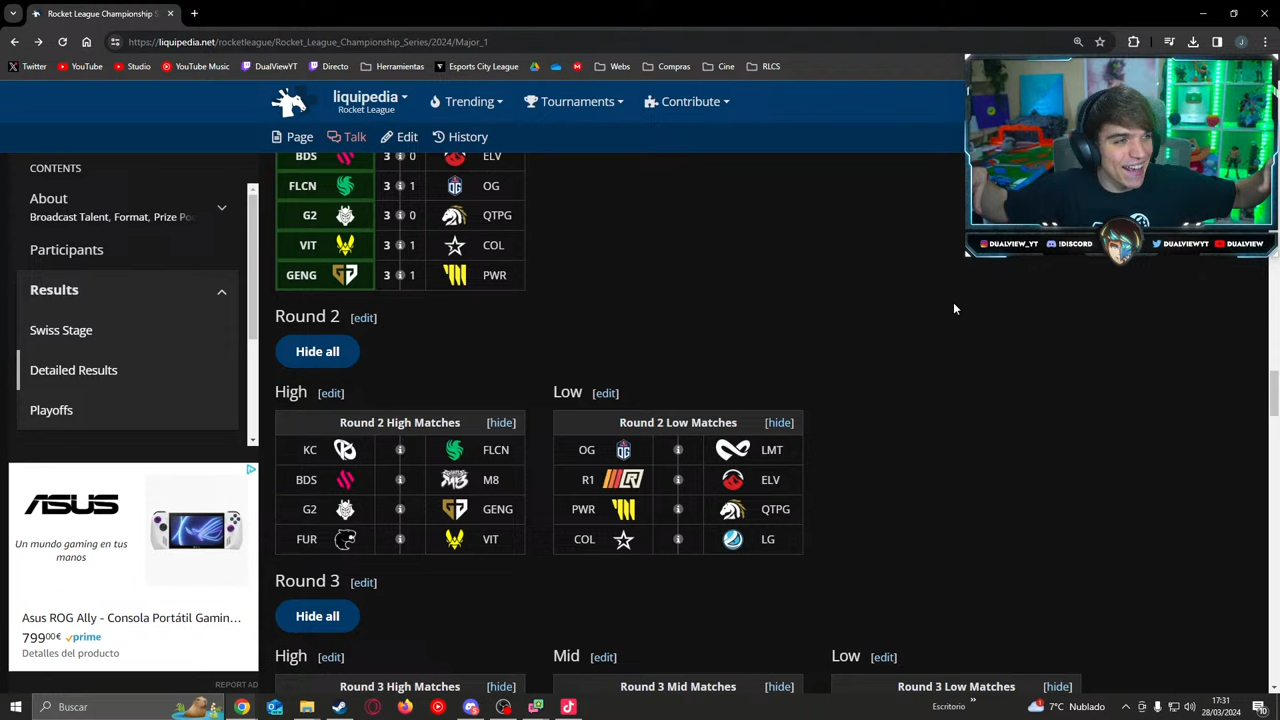 Rocket League Championship S
https://liquipedia.net/rocketleague/Rocket_League_Championship_Series/2024/Major_1
Twitter YouTube Studio YouTube Music DualViewYT Directo Herramientas Esports City League Webs Compras Cine RLCS
liquipedia
Rocket League
Trending Tournaments Contribute
Page Talk Edit History
CONTENTS
About
Broadcast Talent, Format, Prize Po
Participants
Results
Swiss Stage
Detailed Results
Playoffs
BDS 3 0 ELV
FLCN 3 1 OG
G2 3 0 QTPG
VIT 3 1 COL
GENG 3 1 PWR
Round 2 [edit]
Hide all
High [edit]
Round 2 High Matches [hide]
KC FLCN
BDS M8
G2 GENG
FUR VIT
Low [edit]
Round 2 Low Matches [hide]
OG LMT
R1 ELV
PWR QTPG
COL LG
Round 3 [edit]
Hide all
High [edit]
Round 3 High Matches [hide]
Mid [edit]
Round 3 Mid Matches [hide]
Low [edit]
Round 3 Low Matches [hide]
ASUS
Un mundo gaming en tus
manos
Asus ROG Ally - Consola Portátil Gamin...
799,00€ prime
Detalles del producto
REPORT AD
DUALVIEW_YT !DISCORD DUALVIEWYT DUALVIEW
Buscar
Escritorio
7°C Nublado
17:31
28/03/2024